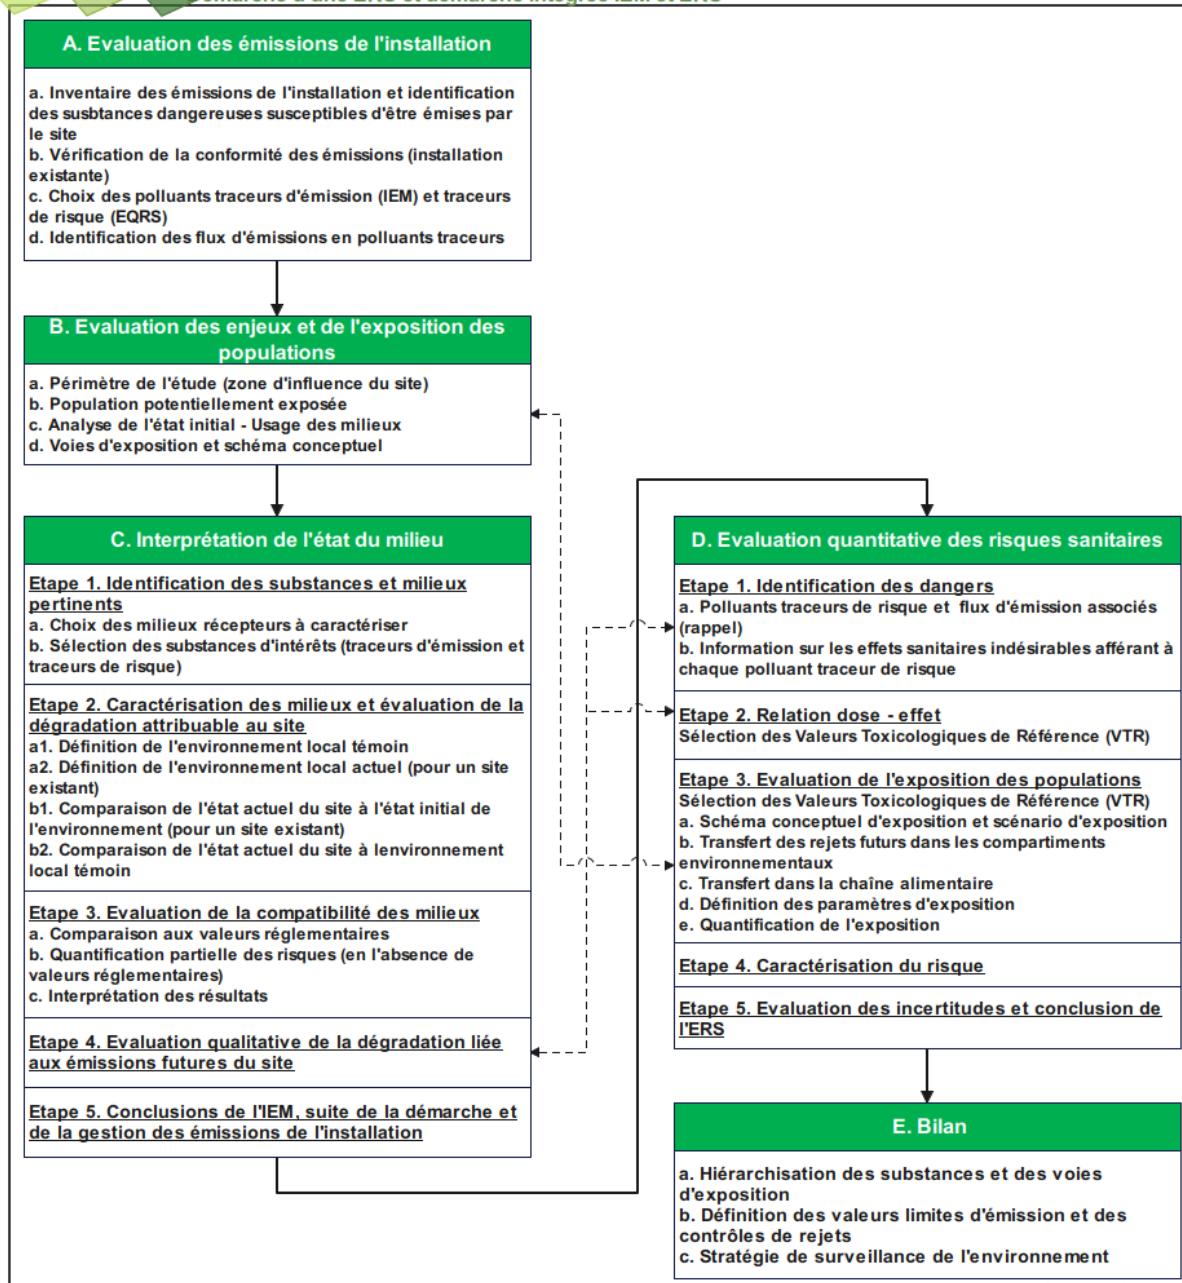 Démarche d'une ERS et démarche intégrée IEM et ERS
A. Evaluation des émissions de l'installation
a. Inventaire des émissions de l'installation et identification
des susbtances dangereuses susceptibles d'être émises par
le site
b. Vérification de la conformité des émissions (installation
existante)
c. Choix des polluants traceurs d'émission (IEM) et traceurs
de risque (EQRS)
d. Identification des flux d'émissions en polluants traceurs
B. Evaluation des enjeux et de l'exposition des
populations
a. Périmètre de l'étude (zone d'influence du site)
b. Population potentiellement exposée
c. Analyse de l'état initial - Usage des milieux
d. Voies d'exposition et schéma conceptuel
C. Interprétation de l'état du milieu
Etape 1. Identification des substances et milieux
pertinents
a. Choix des milieux récepteurs à caractériser
b. Sélection des substances d'intérêts (traceurs d'émission et
traceurs de risque)
Etape 2. Caractérisation des milieux et évaluation de la
dégradation attribuable au site
a1. Définition de l'environnement local témoin
a2. Définition de l'environnement local actuel (pour un site
existant)
b1. Comparaison de l'état actuel du site à l'état initial de
l'environnement (pour un site existant)
b2. Comparaison de l'état actuel du site à lenvironnement
local témoin
Etape 3. Evaluation de la compatibilité des milieux
a. Comparaison aux valeurs réglementaires
b. Quantification partielle des risques (en l'absence de
valeurs réglementaires)
c. Interprétation des résultats
Etape 4. Evaluation qualitative de la dégradation liée
aux émissions futures du site
Etape 5. Conclusions de l'IEM, suite de la démarche et
de la gestion des émissions de l'installation
D. Evaluation quantitative des risques sanitaires
Etape 1. Identification des dangers
a. Polluants traceurs de risque et flux d'émission associés
(rappel)
b. Information sur les effets sanitaires indésirables afférant à
chaque polluant traceur de risque
Etape 2. Relation dose - effet
Sélection des Valeurs Toxicologiques de Référence (VTR)
Etape 3. Evaluation de l'exposition des populations
Sélection des Valeurs Toxicologiques de Référence (VTR)
a. Schéma conceptuel d'exposition et scénario d'exposition
b. Transfert des rejets futurs dans les compartiments
environnementaux
c. Transfert dans la chaîne alimentaire
d. Définition des paramètres d'exposition
e. Quantification de l'exposition
Etape 4. Caractérisation du risque
Etape 5. Evaluation des incertitudes et conclusion de
l'ERS
E. Bilan
a. Hiérarchisation des substances et des voies
d'exposition
b. Définition des valeurs limites d'émission et des
contrôles de rejets
c. Stratégie de surveillance de l'environnement